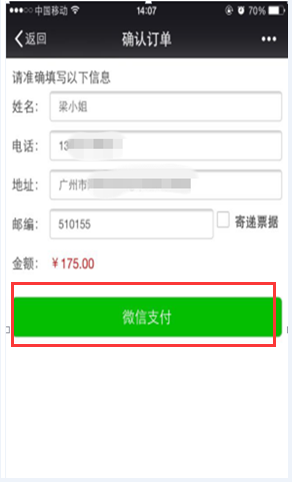 中国移动 14:07 70%
返回 确认订单
请准确填写以下信息
姓名： 梁小姐
电话： 13
地址： 广州市
邮编： 510155 寄递票据
金额： ￥175.00
微信支付